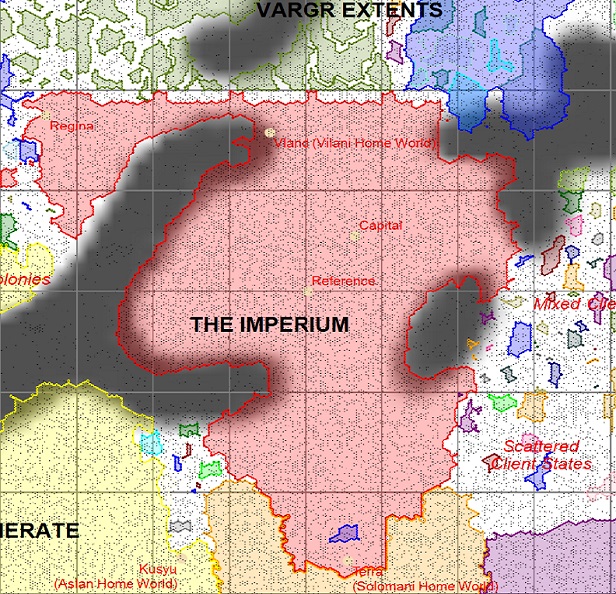 VARGR EXTENTS
Regina
Vland (Vilani Home World)
Capital
olonies
Reference
Mixed Clie
THE IMPERIUM
Scattered
Client States
IERATE
Kusyu
(Aslan Home World)
Terra
(Solomani Home World)